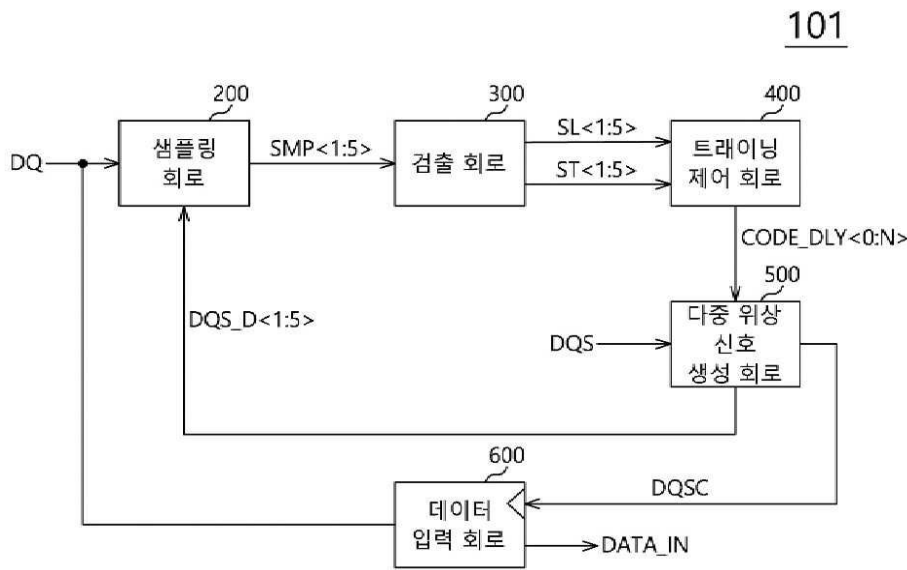 101
200
300
400
샘플링
회로
SMP<1:5>
검출 회로
SL<1:5>
ST<1:5>
트래이닝
제어 회로
DQ
CODE_DLY<0:N>
500
DQS_D<1:5>
DQS
다중 위상
신호
생성 회로
600
DQSC
데이터
입력 회로
DATA_IN